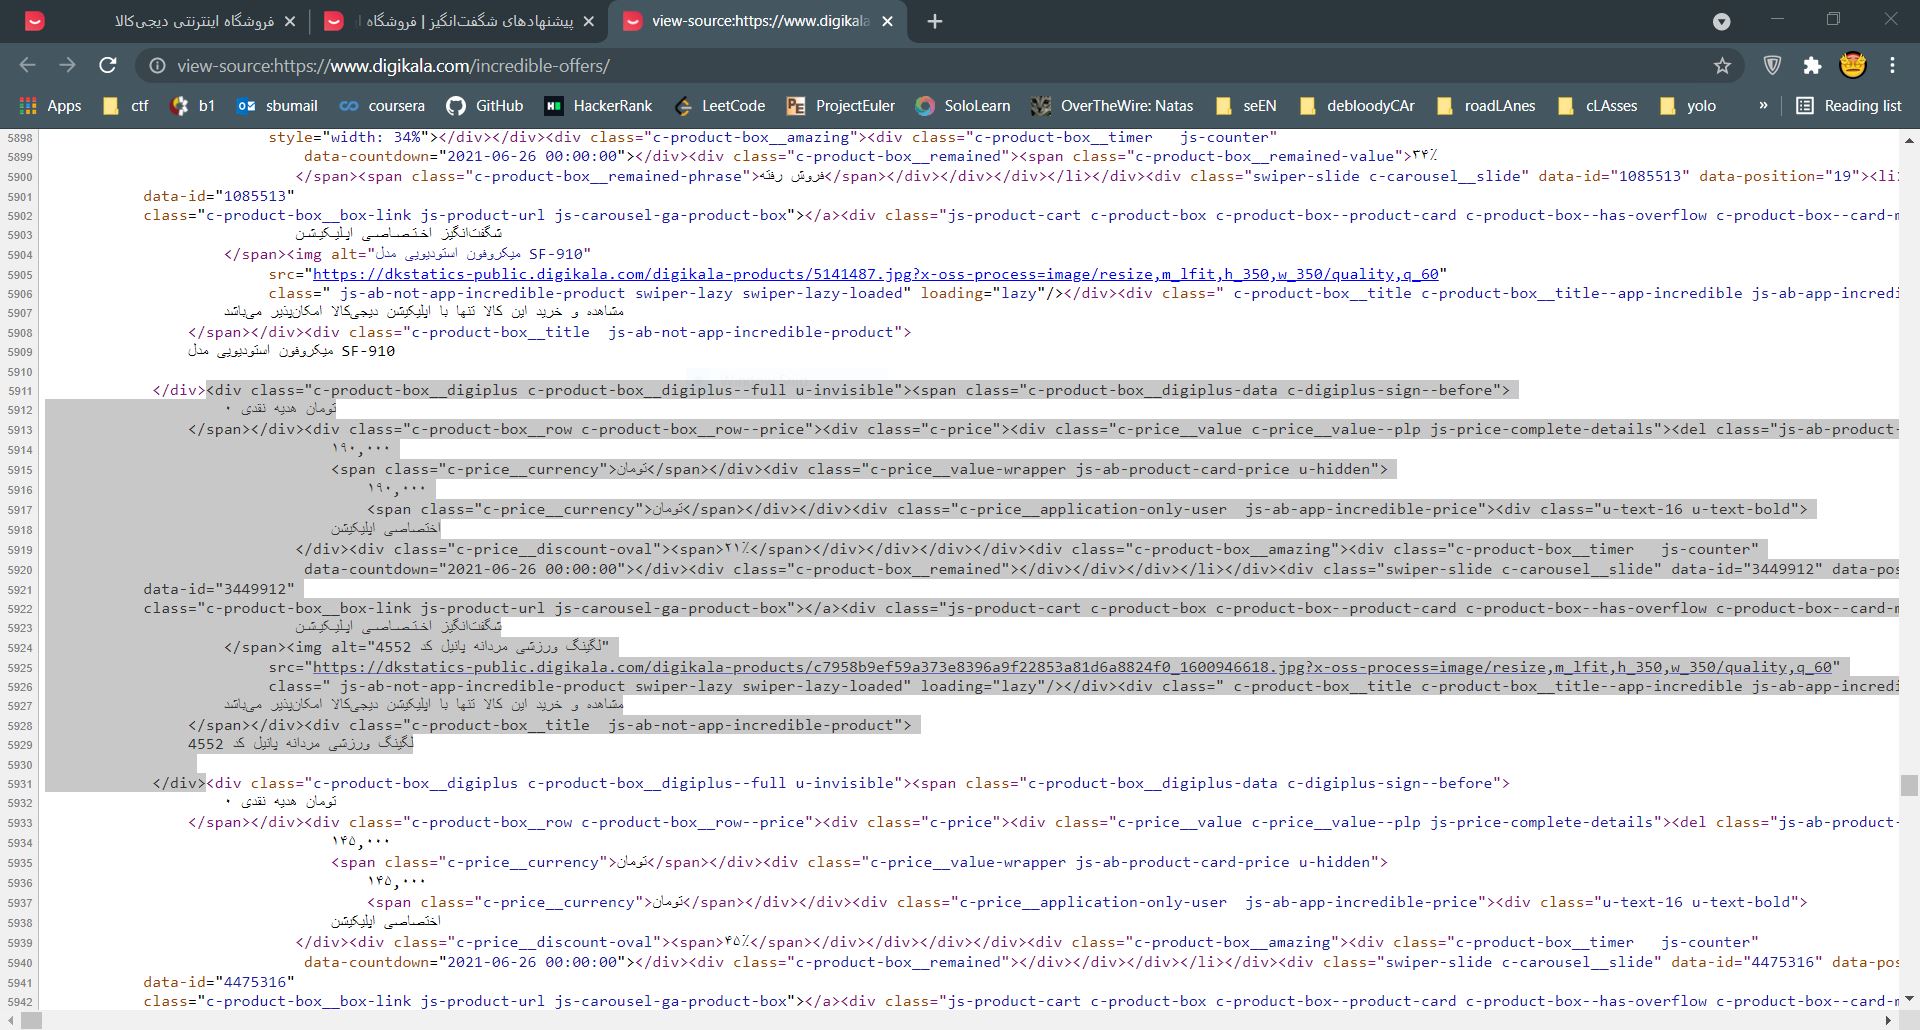 فروشگاه اینترنتی دیجی‌کالا
پیشنهادهای شگفت‌انگیز | فروشگاه ا
view-source:https://www.digikala
view-source:https://www.digikala.com/incredible-offers/
Apps ctf b1 sbumail coursera GitHub HackerRank LeetCode ProjectEuler SoloLearn OverTheWire: Natas seEN debloodyCAr roadLAnes cLAsses yolo » Reading list
5898 style="width: 34%"></div></div><div class="c-product-box__amazing"><div class="c-product-box__timer   js-counter"
5899 data-countdown="2021-06-26 00:00:00"></div><div class="c-product-box__remained"><span class="c-product-box__remained-value">۳۴٪
5900 </span><span class="c-product-box__remained-phrase">فروش رفته</span></div></div></div></li></div><div class="swiper-slide c-carousel__slide" data-id="1085513" data-position="19"><li
5901 data-id="1085513"
5902 class="c-product-box__box-link js-product-url js-carousel-ga-product-box"></a><div class="js-product-cart c-product-box c-product-box--product-card c-product-box--has-overflow c-product-box--card-m
5903 شگفت‌انگیز اختصاصی اپلیکیشن
5904 </span><img alt="میکروفون استودیویی مدل SF-910"
5905 src="https://dkstatics-public.digikala.com/digikala-products/5141487.jpg?x-oss-process=image/resize,m_lfit,h_350,w_350/quality,q_60"
5906 class=" js-ab-not-app-incredible-product swiper-lazy swiper-lazy-loaded" loading="lazy"/></div><div class=" c-product-box__title c-product-box__title--app-incredible js-ab-app-incredi
5907 مشاهده و خرید این کالا تنها با اپلیکیشن دیجی‌کالا امکان‌پذیر می‌باشد
5908 </span></div><div class="c-product-box__title  js-ab-not-app-incredible-product">
5909 میکروفون استودیویی مدل SF-910
5910
5911 </div><div class="c-product-box__digiplus c-product-box__digiplus--full u-invisible"><span class="c-product-box__digiplus-data c-digiplus-sign--before">
5912 ۰ تومان هدیه نقدی
5913 </span></div><div class="c-product-box__row c-product-box__row--price"><div class="c-price"><div class="c-price__value c-price__value--plp js-price-complete-details"><del class="js-ab-product-
5914 ۱۹۰,۰۰۰
5915 <span class="c-price__currency">تومان</span></div><div class="c-price__value-wrapper js-ab-product-card-price u-hidden">
5916 ۱۹۰,۰۰۰
5917 <span class="c-price__currency">تومان</span></div></div><div class="c-price__application-only-user  js-ab-app-incredible-price"><div class="u-text-16 u-text-bold">
5918 اختصاصی اپلیکیشن
5919 </div><div class="c-price__discount-oval"><span>۲۱٪</span></div></div></div></div><div class="c-product-box__amazing"><div class="c-product-box__timer   js-counter"
5920 data-countdown="2021-06-26 00:00:00"></div><div class="c-product-box__remained"></div></div></div></li></div><div class="swiper-slide c-carousel__slide" data-id="3449912" data-pos
5921 data-id="3449912"
5922 class="c-product-box__box-link js-product-url js-carousel-ga-product-box"></a><div class="js-product-cart c-product-box c-product-box--product-card c-product-box--has-overflow c-product-box--card-m
5923 شگفت‌انگیز اختصاصی اپلیکیشن
5924 </span><img alt="لگینگ ورزشی مردانه پانیل کد 4552"
5925 src="https://dkstatics-public.digikala.com/digikala-products/c7958b9ef59a373e8396a9f22853a81d6a8824f0_1600946618.jpg?x-oss-process=image/resize,m_lfit,h_350,w_350/quality,q_60"
5926 class=" js-ab-not-app-incredible-product swiper-lazy swiper-lazy-loaded" loading="lazy"/></div><div class=" c-product-box__title c-product-box__title--app-incredible js-ab-app-incredi
5927 مشاهده و خرید این کالا تنها با اپلیکیشن دیجی‌کالا امکان‌پذیر می‌باشد
5928 </span></div><div class="c-product-box__title  js-ab-not-app-incredible-product">
5929 لگینگ ورزشی مردانه پانیل کد 4552
5930
5931 </div><div class="c-product-box__digiplus c-product-box__digiplus--full u-invisible"><span class="c-product-box__digiplus-data c-digiplus-sign--before">
5932 ۰ تومان هدیه نقدی
5933 </span></div><div class="c-product-box__row c-product-box__row--price"><div class="c-price"><div class="c-price__value c-price__value--plp js-price-complete-details"><del class="js-ab-product-
5934 ۱۴۵,۰۰۰
5935 <span class="c-price__currency">تومان</span></div><div class="c-price__value-wrapper js-ab-product-card-price u-hidden">
5936 ۱۴۵,۰۰۰
5937 <span class="c-price__currency">تومان</span></div></div><div class="c-price__application-only-user  js-ab-app-incredible-price"><div class="u-text-16 u-text-bold">
5938 اختصاصی اپلیکیشن
5939 </div><div class="c-price__discount-oval"><span>۴۵٪</span></div></div></div></div><div class="c-product-box__amazing"><div class="c-product-box__timer   js-counter"
5940 data-countdown="2021-06-26 00:00:00"></div><div class="c-product-box__remained"></div></div></div></li></div><div class="swiper-slide c-carousel__slide" data-id="4475316" data-pos
5941 data-id="4475316"
5942 class="c-product-box__box-link js-product-url js-carousel-ga-product-box"></a><div class="js-product-cart c-product-box c-product-box--product-card c-product-box--has-overflow c-product-box--card-m